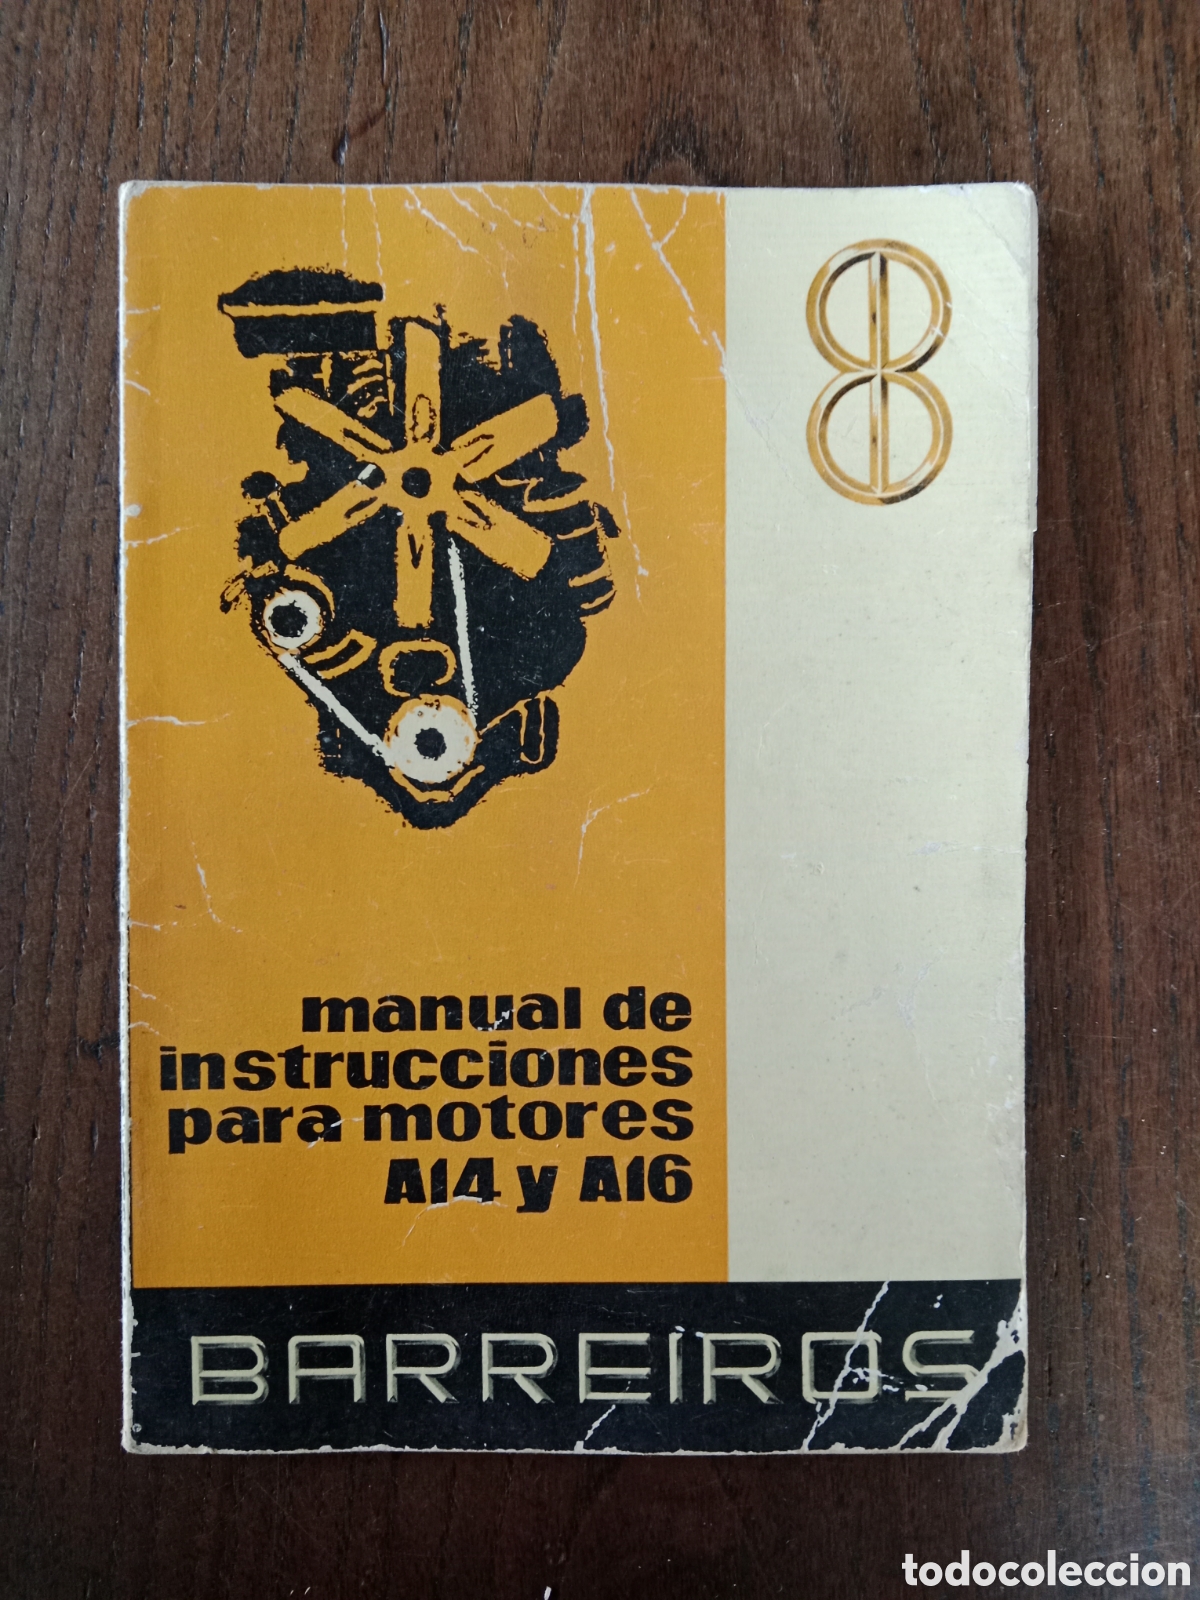 manual de
instrucciones
para motores
A14 y A16
BARREIROS
todocoleccion